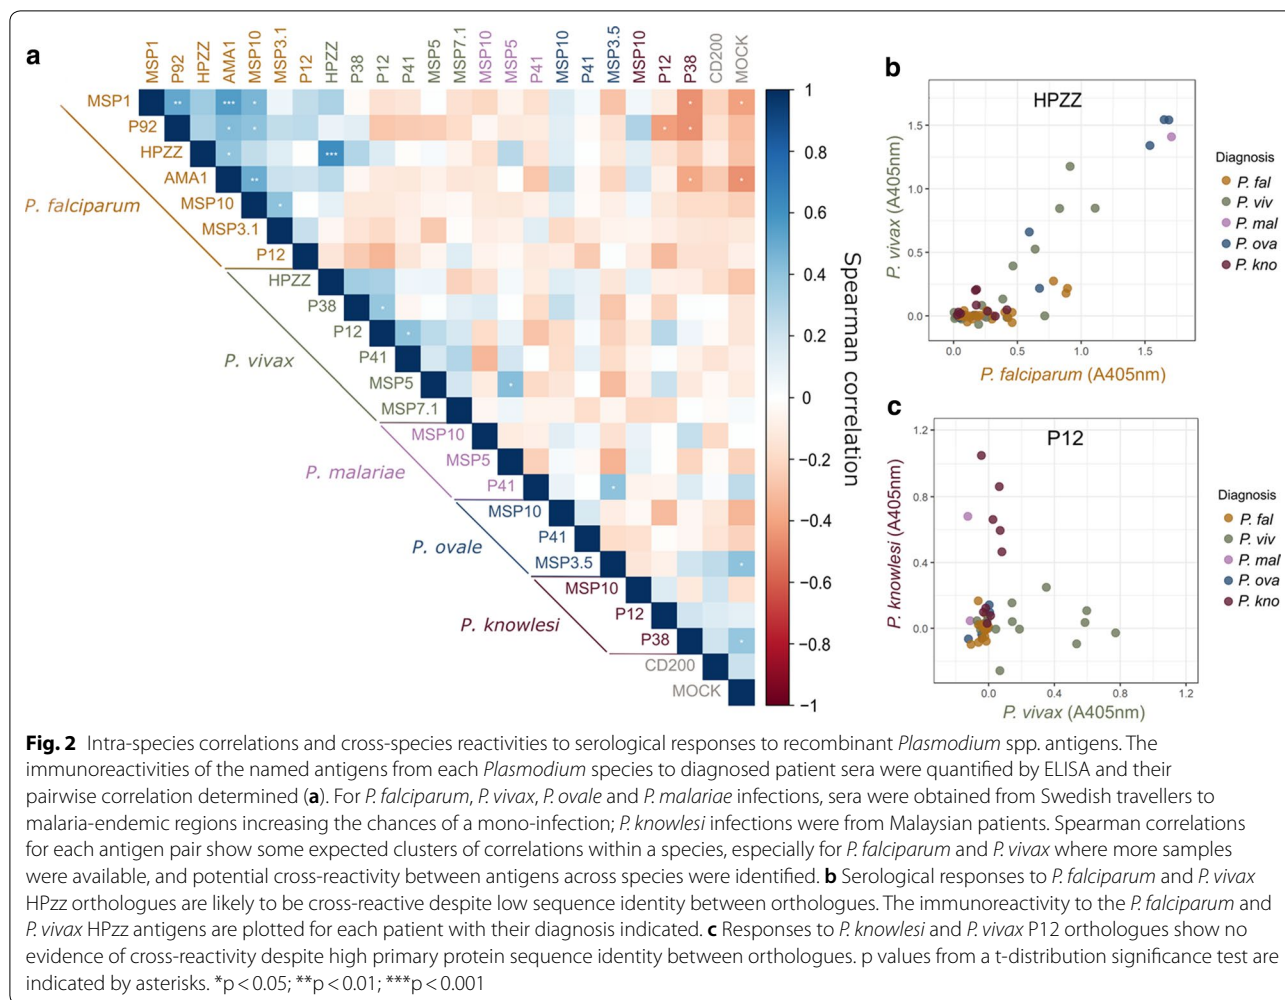 a
MSP1
P92
HPZZ
AMA1
MSP10
MSP3.1
P12
HPZZ
P38
P12
P41
MSP5
MSP7.1
MSP10
MSP5
P41
MSP10
P41
MSP3.5
MSP10
P12
P38
CD200
MOCK
MSP1
P92
HPZZ
AMA1
MSP10
MSP3.1
P12
HPZZ
P38
P12
P41
MSP5
MSP7.1
MSP10
MSP5
P41
MSP10
P41
MSP3.5
MSP10
P12
P38
CD200
MOCK
** *** * * *
* * * *
* ***
** * *
*
*
*
*
*
*
*
P. falciparum
P. vivax
P. malariae
P. ovale
P. knowlesi
1
0.8
0.6
0.4
0.2
0
−0.2
−0.4
−0.6
−0.8
−1
Spearman correlation
b
HPZZ
P. vivax (A405nm)
1.5
1.0
0.5
0.0
0.0 0.5 1.0 1.5
P. falciparum (A405nm)
Diagnosis
P. fal
P. viv
P. mal
P. ova
P. kno
c
P12
P. knowlesi (A405nm)
1.2
0.8
0.4
0.0
0.0 0.4 0.8 1.2
P. vivax (A405nm)
Diagnosis
P. fal
P. viv
P. mal
P. ova
P. kno
Fig. 2 Intra-species correlations and cross-species reactivities to serological responses to recombinant Plasmodium spp. antigens. The
immunoreactivities of the named antigens from each Plasmodium species to diagnosed patient sera were quantified by ELISA and their
pairwise correlation determined (a). For P. falciparum, P. vivax, P. ovale and P. malariae infections, sera were obtained from Swedish travellers to
malaria-endemic regions increasing the chances of a mono-infection; P. knowlesi infections were from Malaysian patients. Spearman correlations
for each antigen pair show some expected clusters of correlations within a species, especially for P. falciparum and P. vivax where more samples
were available, and potential cross-reactivity between antigens across species were identified. b Serological responses to P. falciparum and P. vivax
HPzz orthologues are likely to be cross-reactive despite low sequence identity between orthologues. The immunoreactivity to the P. falciparum and
P. vivax HPzz antigens are plotted for each patient with their diagnosis indicated. c Responses to P. knowlesi and P. vivax P12 orthologues show no
evidence of cross-reactivity despite high primary protein sequence identity between orthologues. p values from a t-distribution significance test are
indicated by asterisks. *p < 0.05; **p < 0.01; ***p < 0.001